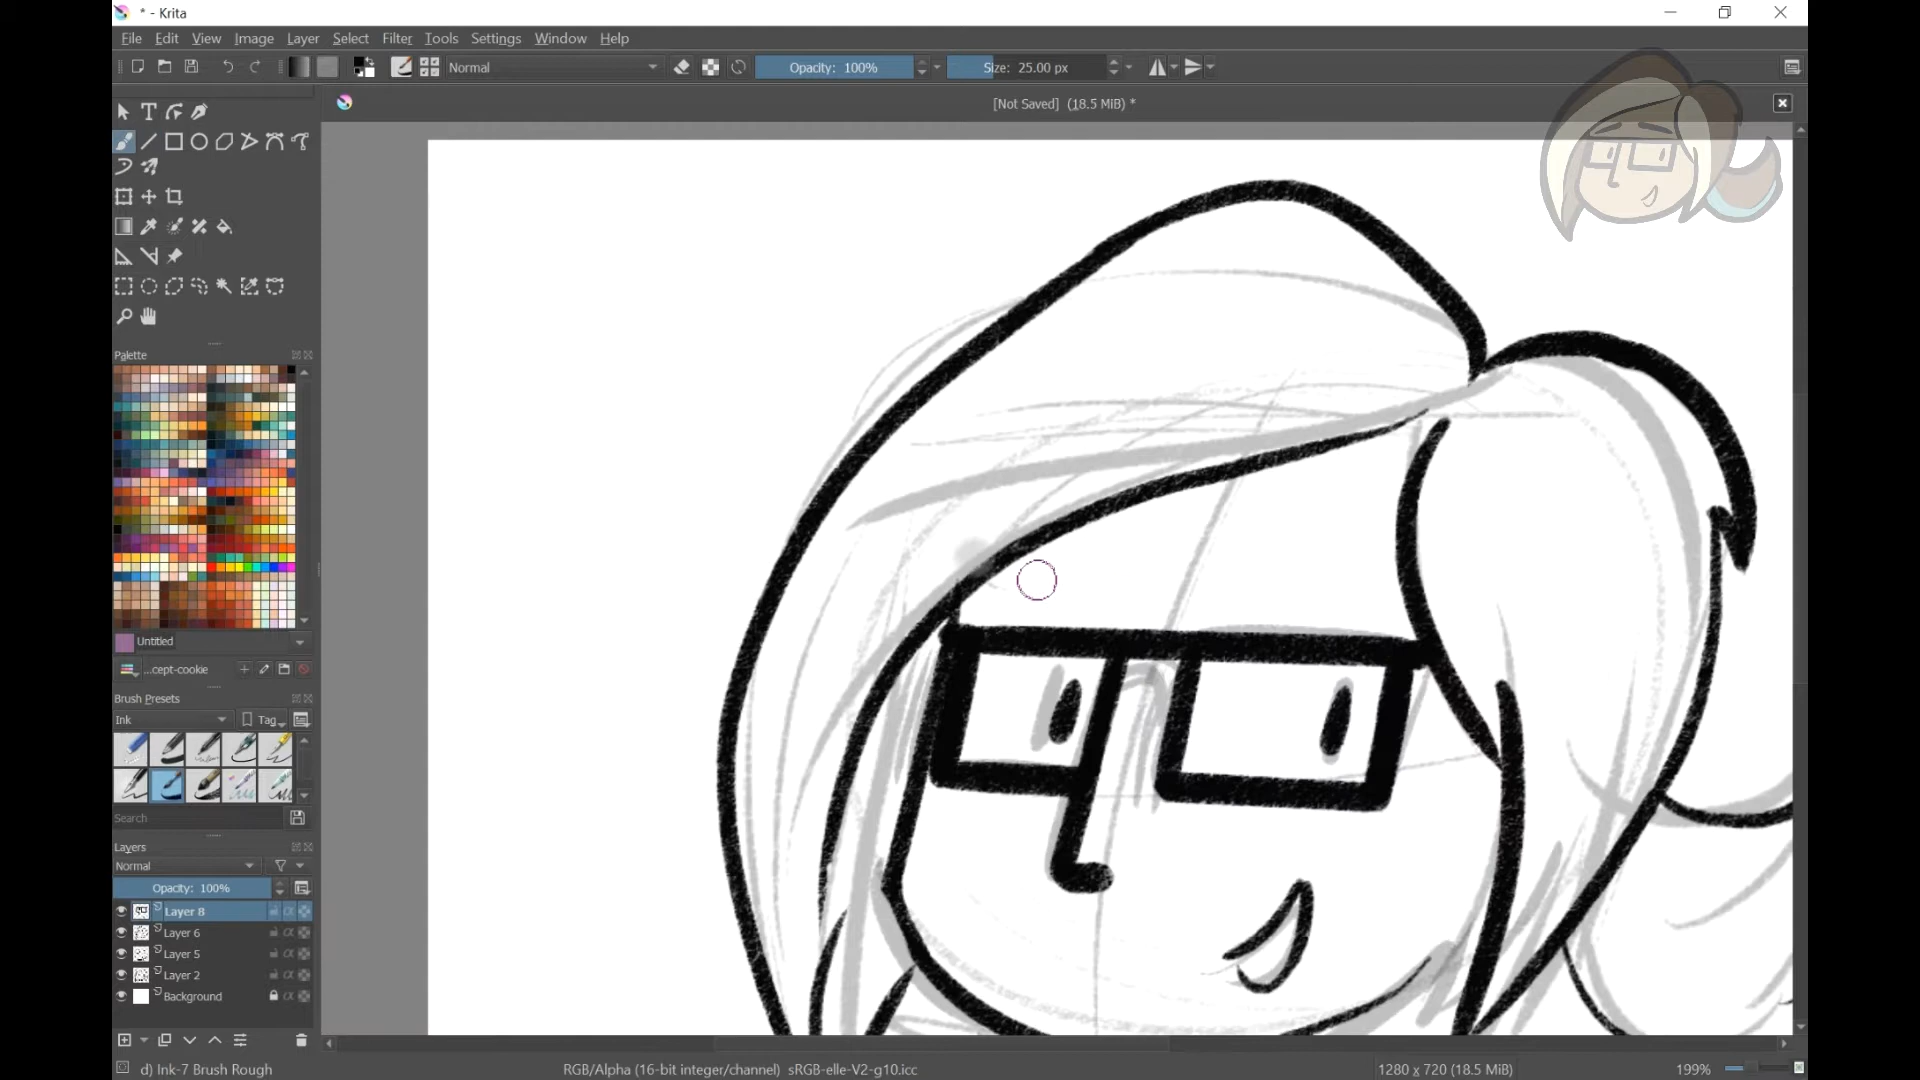 * - Krita
File Edit View Image Layer Select Filter Tools Settings Window Help
Normal Opacity: 100% Size: 25.00 px
[Not Saved] (18.5 MiB) *
Palette
Untitled
...cept-cookie
Brush Presets
Ink Tag
Search
Layers
Normal
Opacity: 100%
Layer 8
Layer 6
Layer 5
Layer 2
Background
d) Ink-7 Brush Rough RGB/Alpha (16-bit integer/channel) sRGB-elle-V2-g10.icc 1280 x 720 (18.5 MiB) 199%